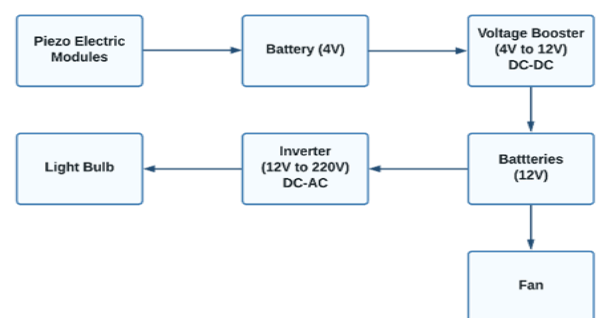 Piezo Electric
Modules
Battery (4V)
Voltage Booster
(4V to 12V)
DC-DC
Light Bulb
Inverter
(12V to 220V)
DC-AC
Battteries
(12V)
Fan